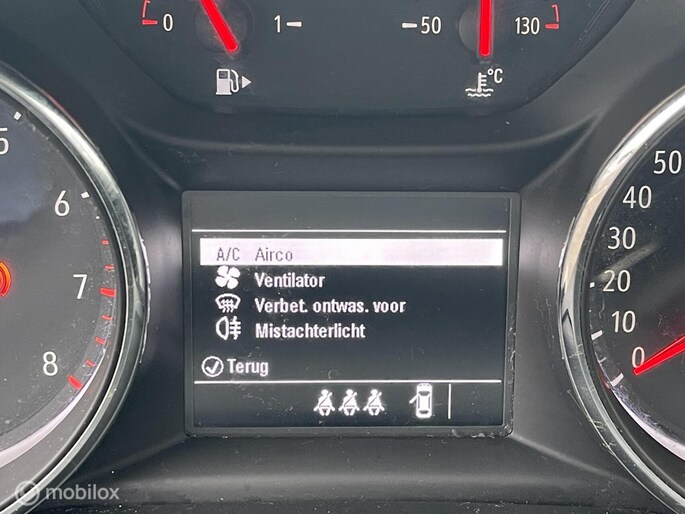 0 1 50 130
°C
5
6
7
8
50
40
30
20
10
0
A/C Airco
Ventilator
Verbet. ontwas. voor
Mistachterlicht
Terug
mobilox